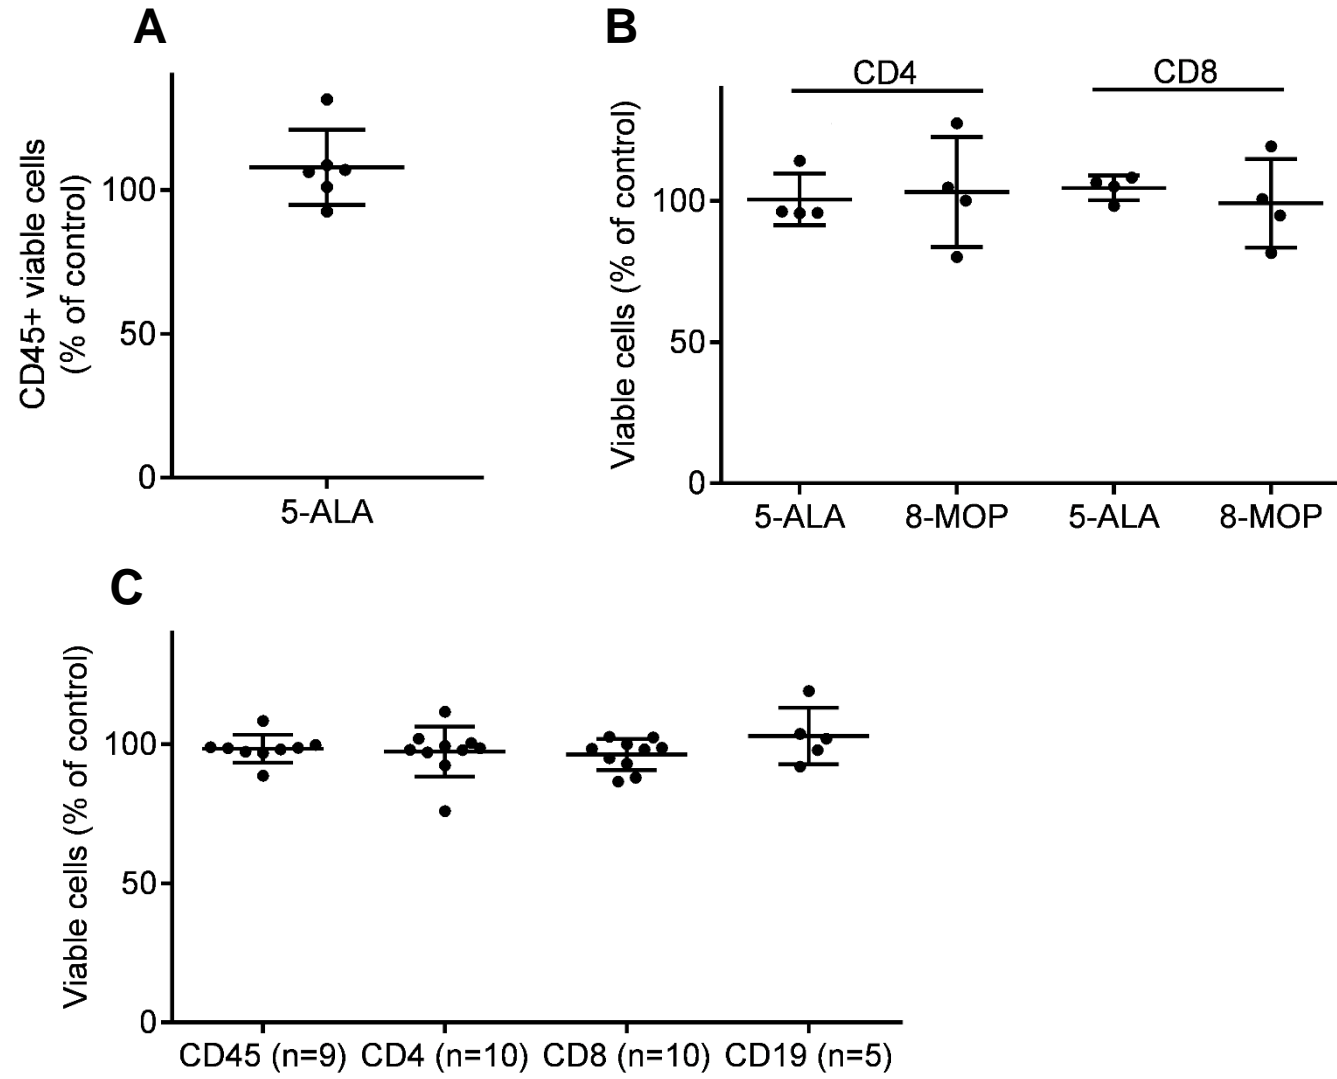 A
CD45+ viable cells
(% of control)
100
50
0
5-ALA
B
CD4
CD8
Viable cells (% of control)
100
50
0
5-ALA 8-MOP 5-ALA 8-MOP
C
Viable cells (% of control)
100
50
0
CD45 (n=9) CD4 (n=10) CD8 (n=10) CD19 (n=5)